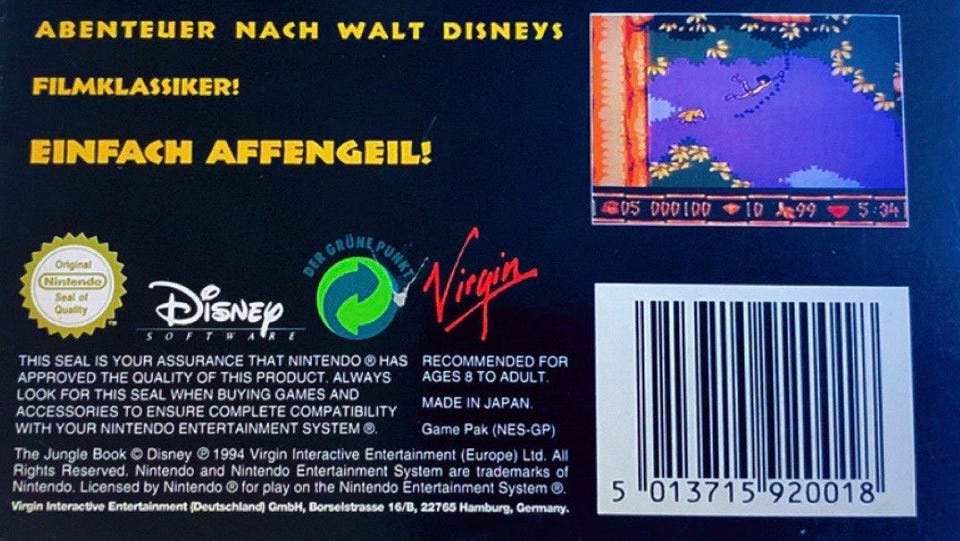 ABENTEUER NACH WALT DISNEYS
FILMKLASSIKER!
EINFACH AFFENGEIL!
05 000100 10 99 5:34
Original
Nintendo
Seal of
Quality
TM
DISNEY
SOFTWARE
DER GRÜNE PUNKT
Virgin
THIS SEAL IS YOUR ASSURANCE THAT NINTENDO ® HAS
APPROVED THE QUALITY OF THIS PRODUCT. ALWAYS
LOOK FOR THIS SEAL WHEN BUYING GAMES AND
ACCESSORIES TO ENSURE COMPLETE COMPATIBILITY
WITH YOUR NINTENDO ENTERTAINMENT SYSTEM ®.
RECOMMENDED FOR
AGES 8 TO ADULT.
MADE IN JAPAN.
Game Pak (NES-GP)
The Jungle Book © Disney ℗ 1994 Virgin Interactive Entertainment (Europe) Ltd. All
Rights Reserved. Nintendo and Nintendo Entertainment System are trademarks of
Nintendo. Licensed by Nintendo ® for play on the Nintendo Entertainment System ®.
Virgin Interactive Entertainment (Deutschland) GmbH, Borselstrasse 16/B, 22765 Hamburg, Germany.
5 013715 920018